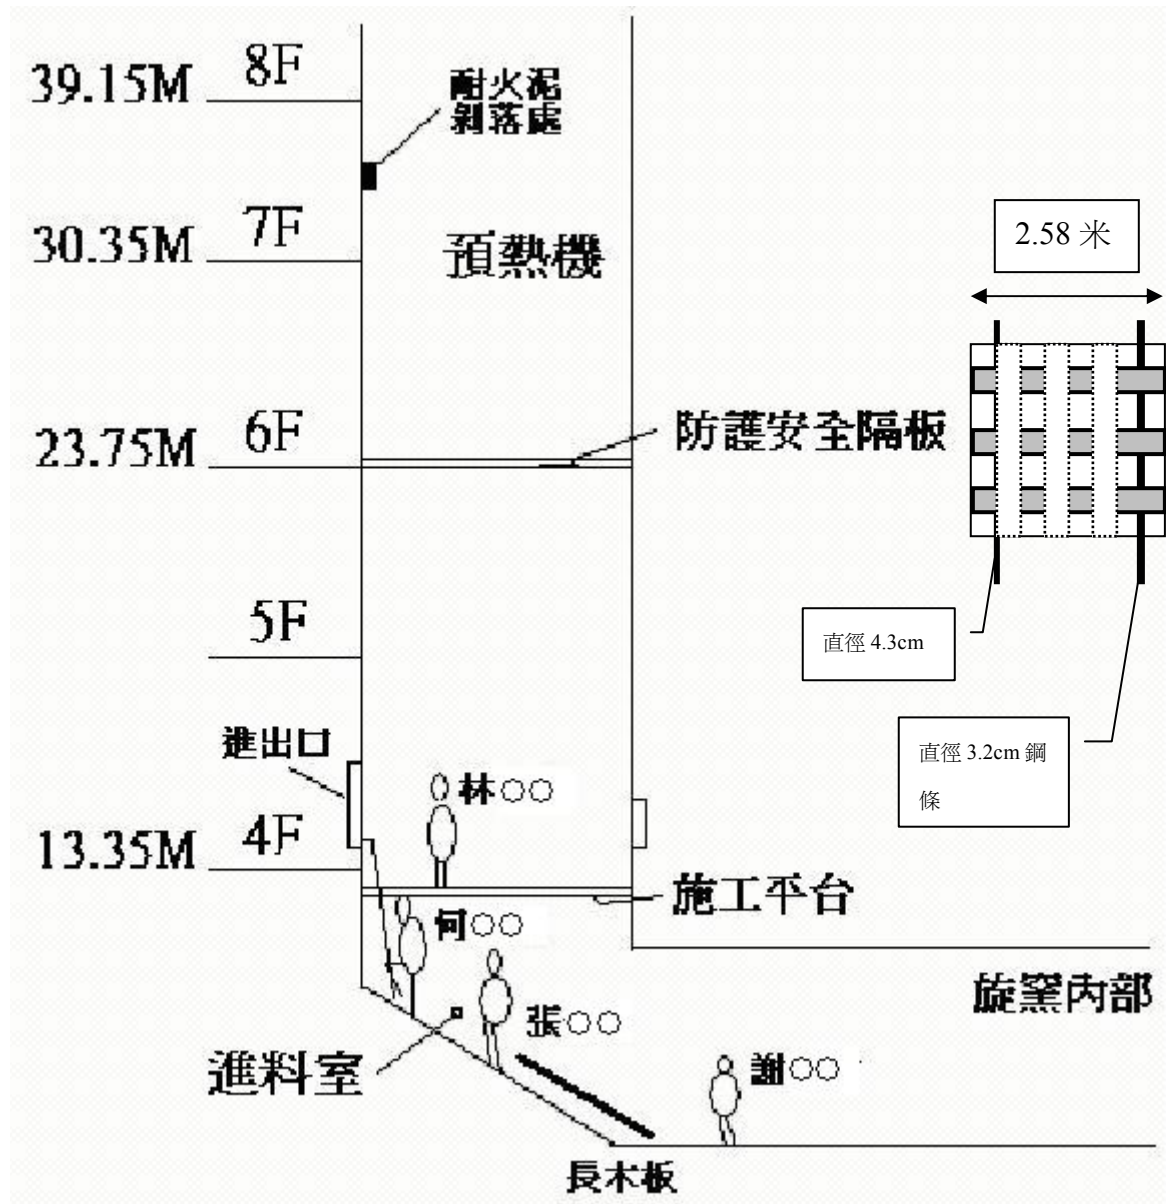 8F
39.15M
耐火泥
剝落處
7F
30.35M
預熱機
2.58 米
6F
23.75M
防護安全隔板
5F
直徑 4.3cm
進出口
直徑 3.2cm 鋼
條
林○○
4F
13.35M
施工平台
何○○
旋窯內部
張○○
進料室
謝○○
長木板